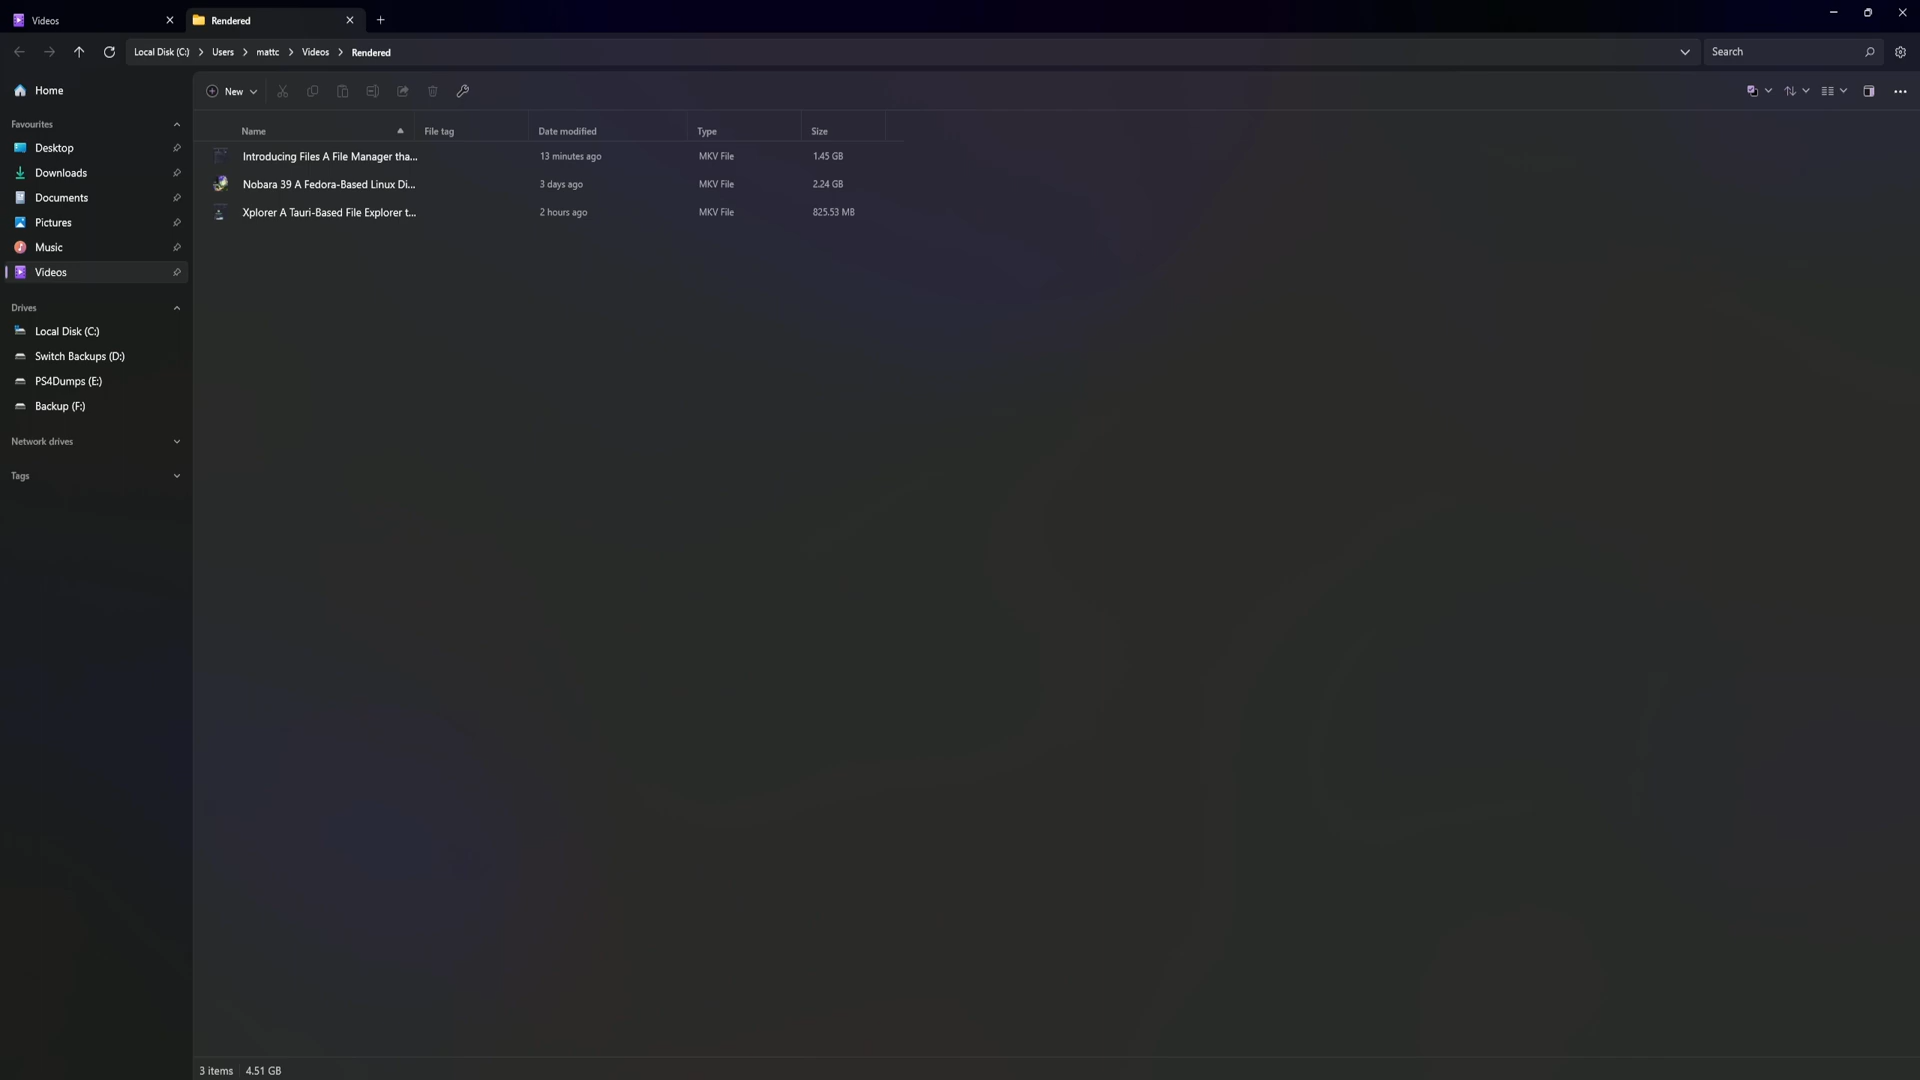 Videos
Rendered
Local Disk (C:) > Users > mattc > Videos > Rendered
Search
Home
New
Favourites
Desktop
Downloads
Documents
Pictures
Music
Videos
Drives
Local Disk (C:)
Switch Backups (D:)
PS4Dumps (E:)
Backup (F:)
Network drives
Tags
Name File tag Date modified Type Size
Introducing Files A File Manager tha... 13 minutes ago MKV File 1.45 GB
Nobara 39 A Fedora-Based Linux Di... 3 days ago MKV File 2.24 GB
Xplorer A Tauri-Based File Explorer t... 2 hours ago MKV File 825.53 MB
3 items 4.51 GB